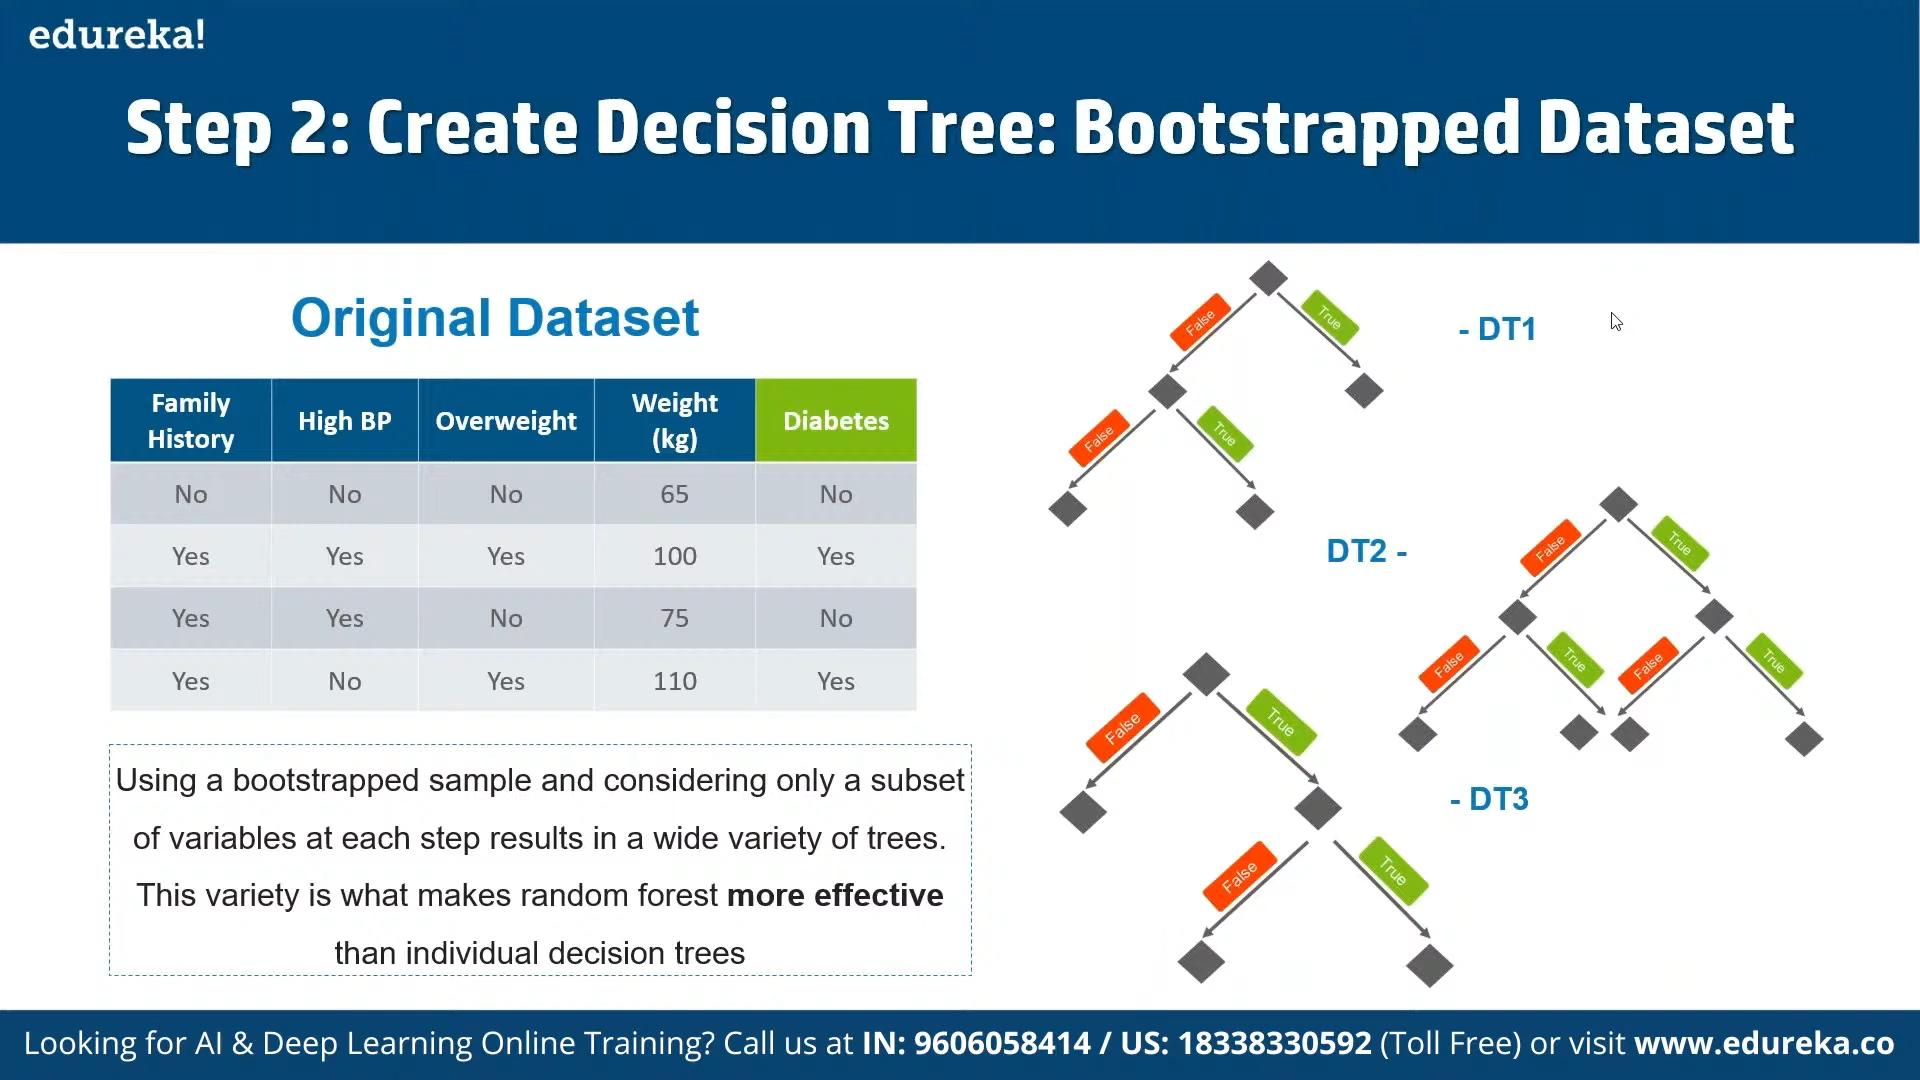 edureka!
Step 2: Create Decision Tree: Bootstrapped Dataset
Original Dataset
Family History High BP Overweight Weight (kg) Diabetes
No No No 65 No
Yes Yes Yes 100 Yes
Yes Yes No 75 No
Yes No Yes 110 Yes
Using a bootstrapped sample and considering only a subset
of variables at each step results in a wide variety of trees.
This variety is what makes random forest more effective
than individual decision trees
False True
- DT1
False True
DT2 -
False True
False True False True
False True
- DT3
False True
Looking for AI & Deep Learning Online Training? Call us at IN: 9606058414 / US: 18338330592 (Toll Free) or visit www.edureka.co